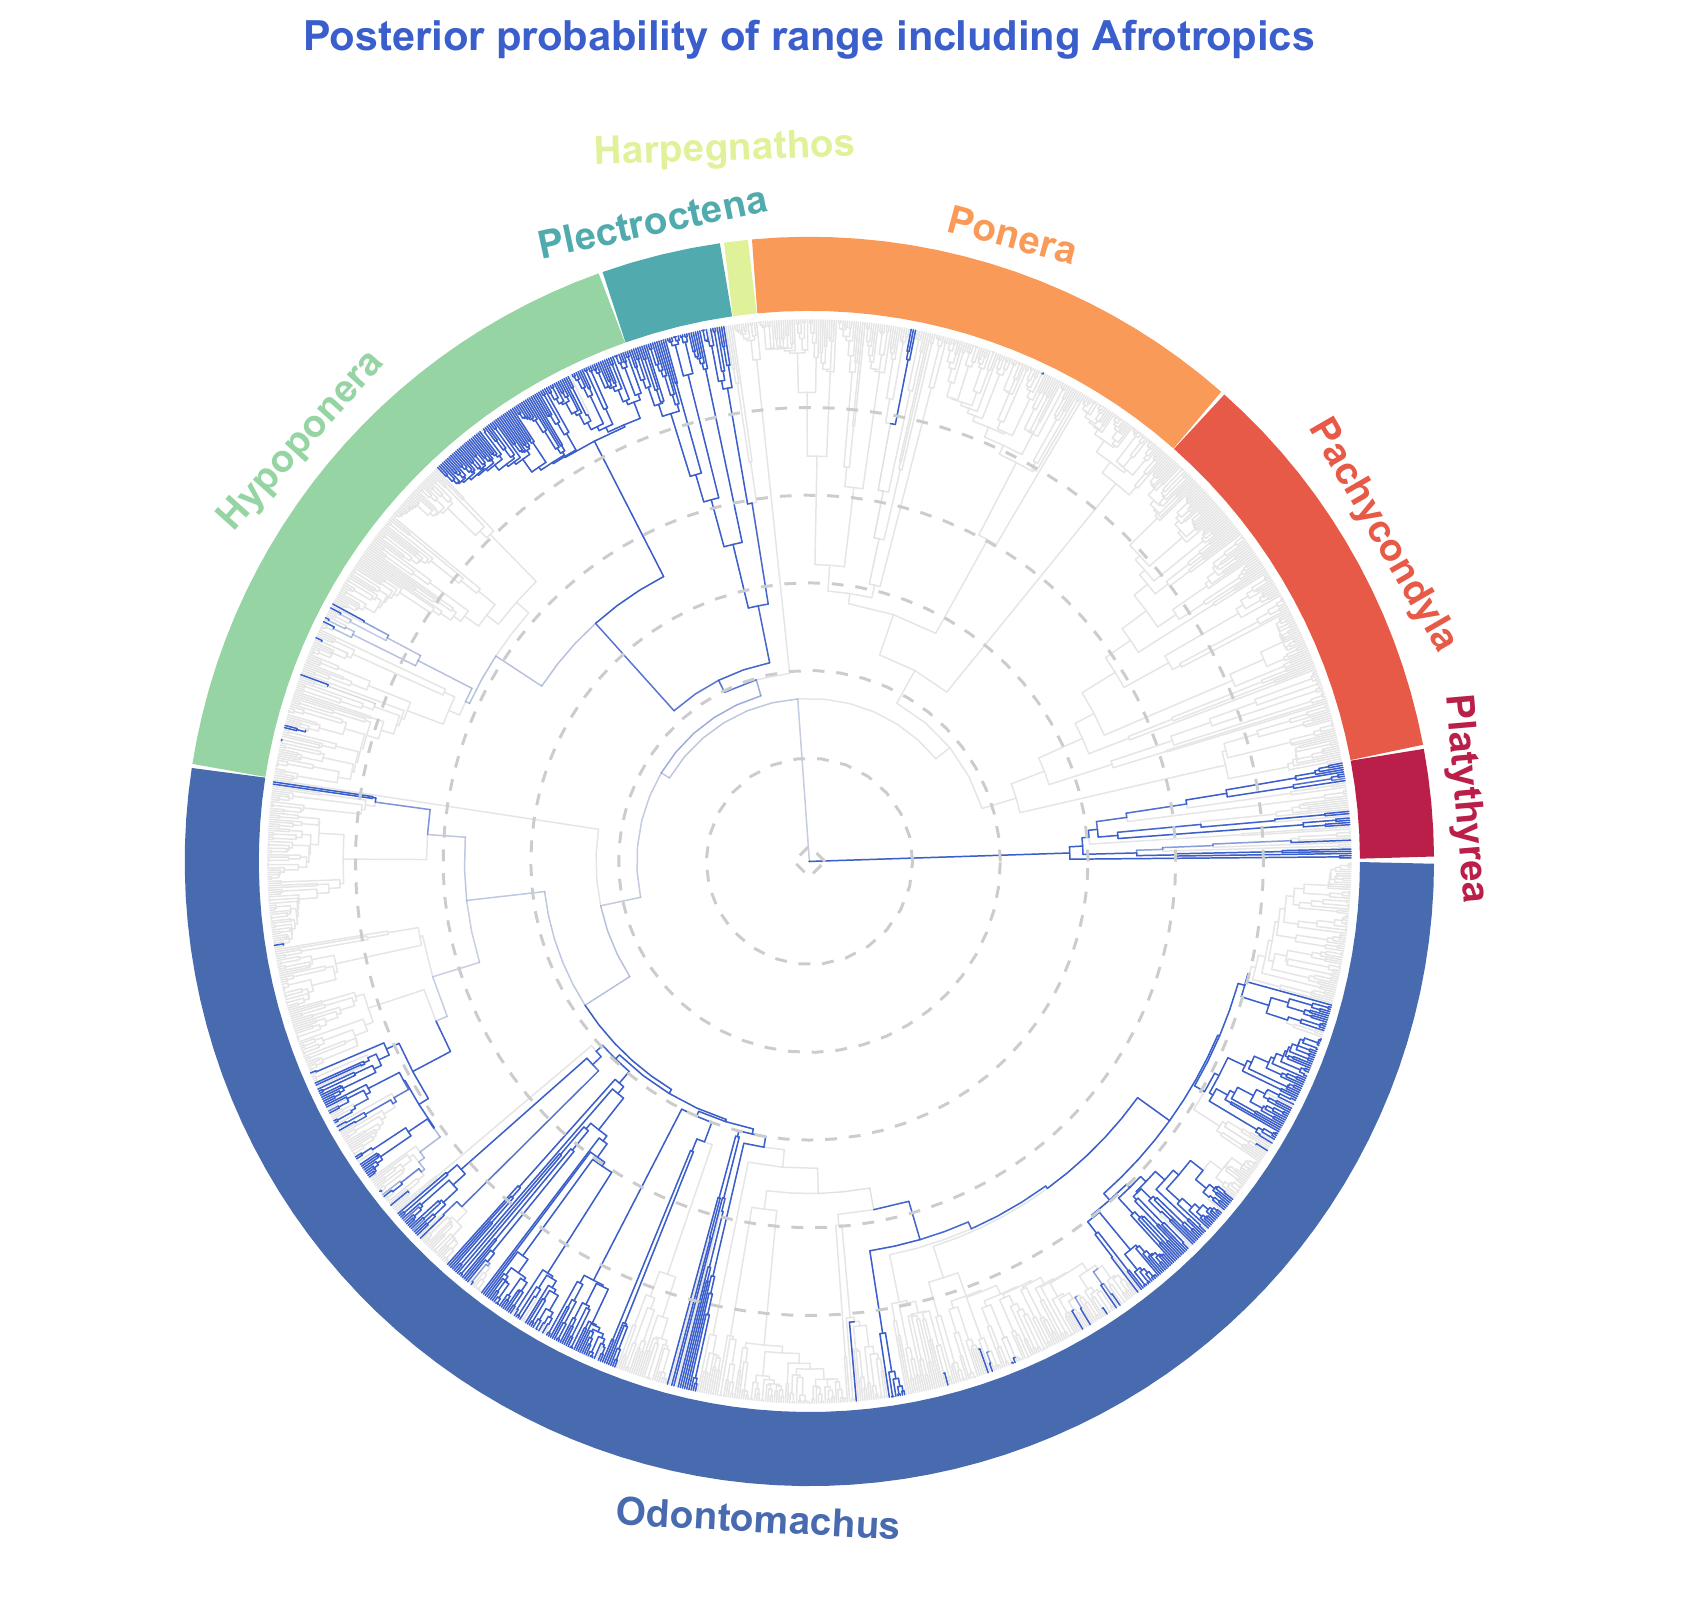 Posterior probability of range including Afrotropics
Harpegnathos
Plectroctena
Ponera
Hypoponera
Pachycondyla
Platythyrea
Odontomachus